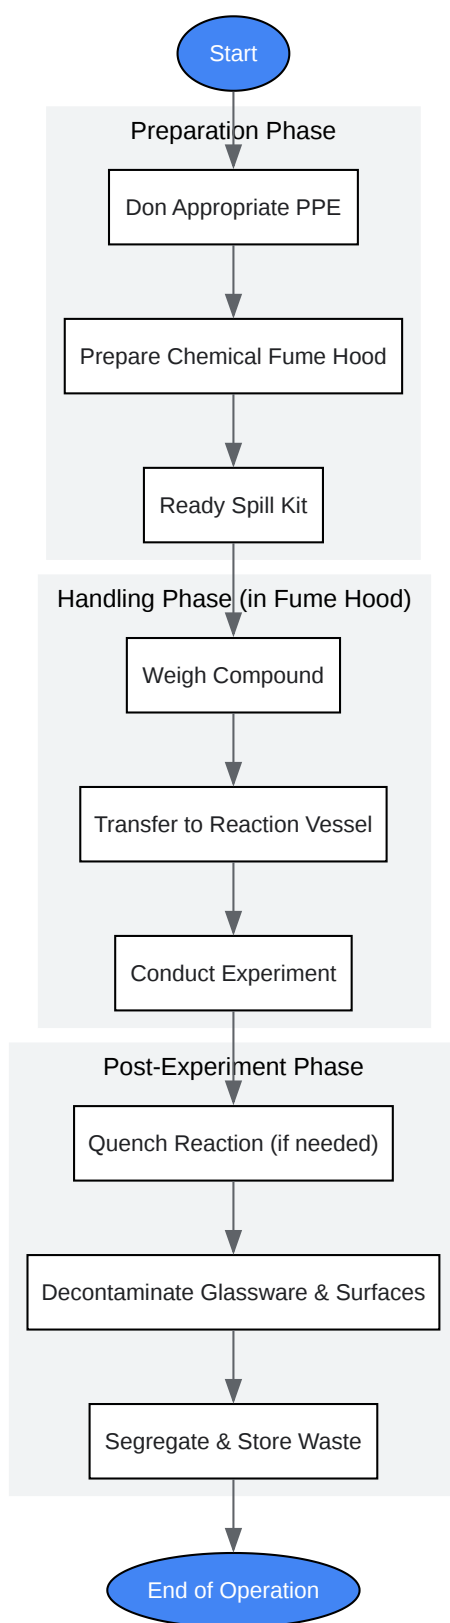 Start
Preparation Phase
Don Appropriate PPE
Prepare Chemical Fume Hood
Ready Spill Kit
Handling Phase (in Fume Hood)
Weigh Compound
Transfer to Reaction Vessel
Conduct Experiment
Post-Experiment Phase
Quench Reaction (if needed)
Decontaminate Glassware & Surfaces
Segregate & Store Waste
End of Operation